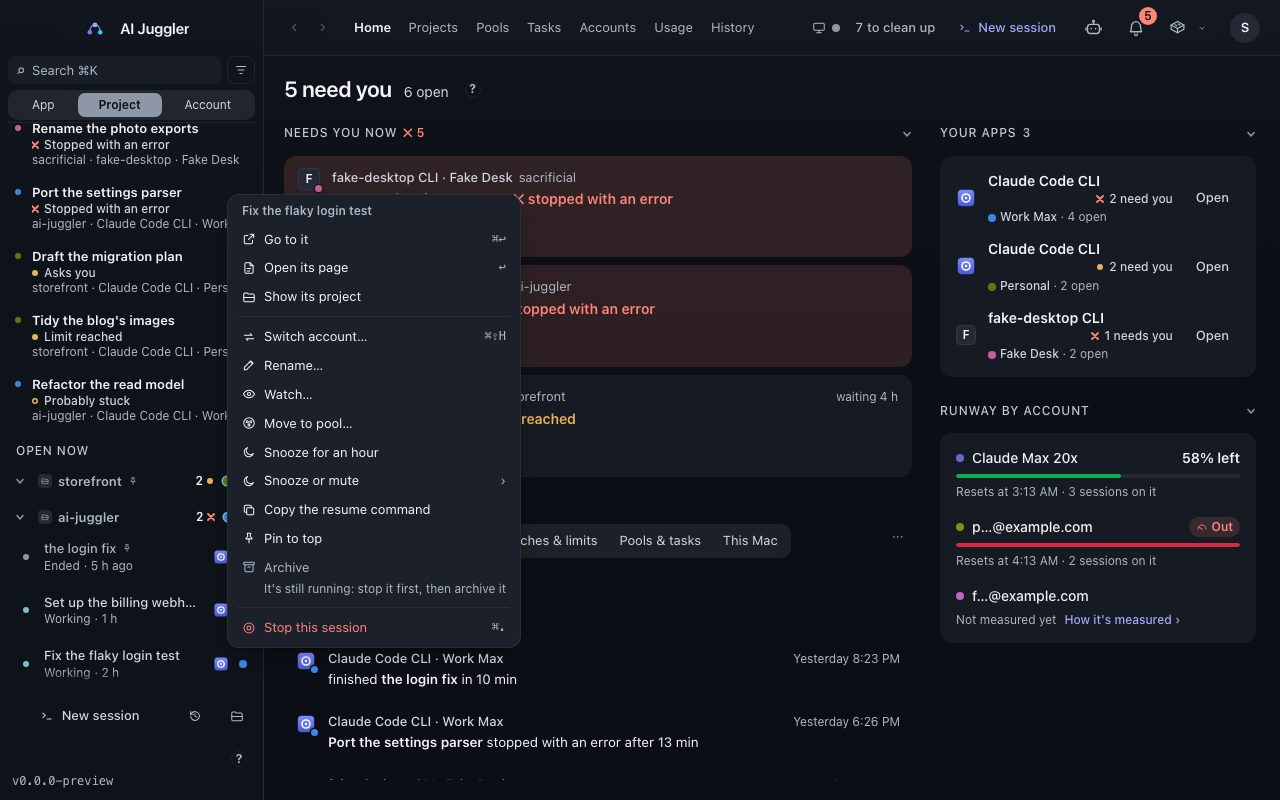 AI Juggler
Search ⌘K
App Project Account
Rename the photo exports
Stopped with an error
sacrificial · fake-desktop · Fake Desk
Port the settings parser
Stopped with an error
ai-juggler · Claude Code CLI · Work
Draft the migration plan
Asks you
storefront · Claude Code CLI · Pers
Tidy the blog's images
Limit reached
storefront · Claude Code CLI · Pers
Refactor the read model
Probably stuck
ai-juggler · Claude Code CLI · Work
OPEN NOW
storefront 2
ai-juggler 2
the login fix
Ended · 5 h ago
Set up the billing webh...
Working · 1 h
Fix the flaky login test
Working · 2 h
New session
?
v0.0.0-preview
Home Projects Pools Tasks Accounts Usage History
7 to clean up
New session
5
S
5 need you 6 open ?
NEEDS YOU NOW 5
F fake-desktop CLI · Fake Desk sacrificial
stopped with an error
i-juggler
topped with an error
orefront waiting 4 h
reached
Fix the flaky login test
Go to it ⌘↩
Open its page ↩
Show its project
Switch account... ⌘⇧H
Rename...
Watch...
Move to pool...
Snooze for an hour
Snooze or mute ›
Copy the resume command
Pin to top
Archive
It's still running: stop it first, then archive it
Stop this session ⌘.
ches & limits Pools & tasks This Mac
...
Claude Code CLI · Work Max Yesterday 8:23 PM
finished the login fix in 10 min
Claude Code CLI · Work Max Yesterday 6:26 PM
Port the settings parser stopped with an error after 13 min
YOUR APPS 3
Claude Code CLI
2 need you Open
Work Max · 4 open
Claude Code CLI
2 need you Open
Personal · 2 open
F fake-desktop CLI
1 needs you Open
Fake Desk · 2 open
RUNWAY BY ACCOUNT
Claude Max 20x 58% left
Resets at 3:13 AM · 3 sessions on it
p...@example.com Out
Resets at 4:13 AM · 2 sessions on it
f...@example.com
Not measured yet How it's measured ›